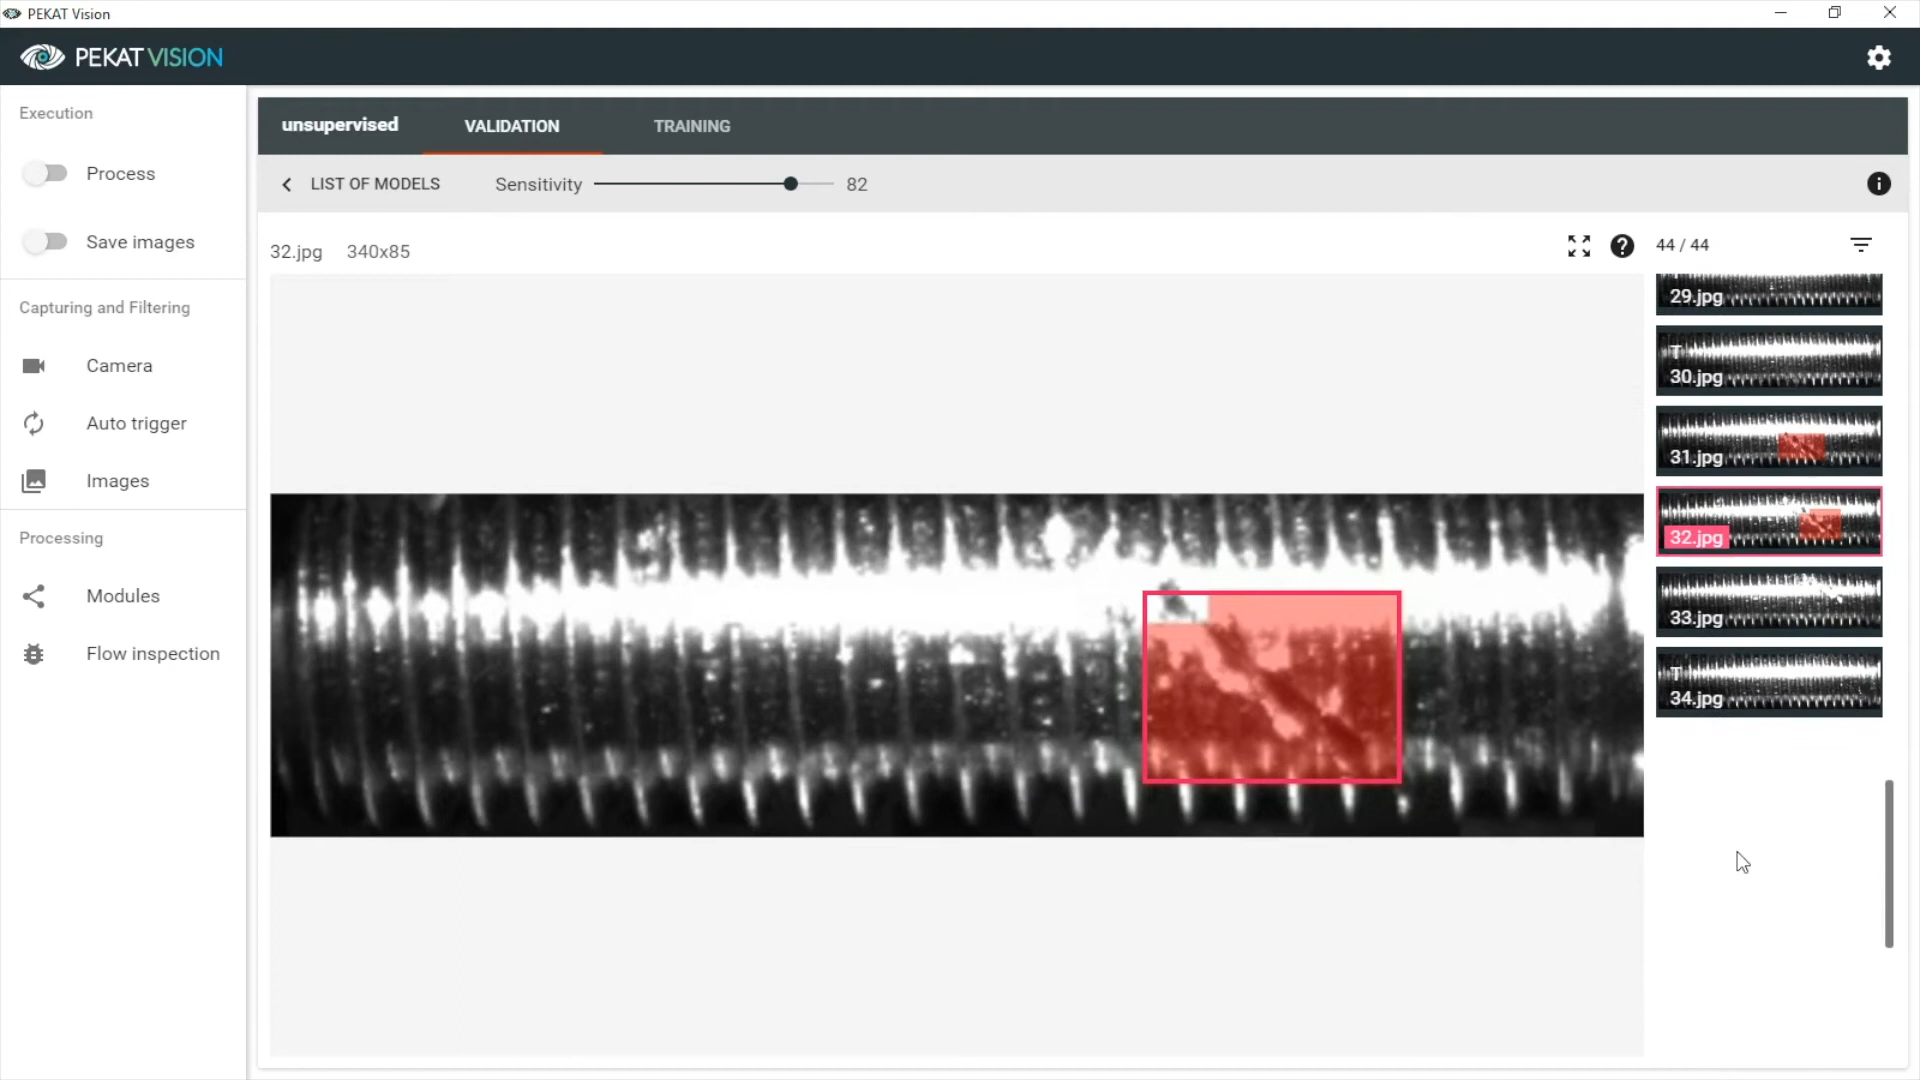 PEKAT Vision
PEKAT VISION
Execution
Process
Save images
Capturing and Filtering
Camera
Auto trigger
Images
Processing
Modules
Flow inspection
unsupervised VALIDATION TRAINING
LIST OF MODELS Sensitivity 82
32.jpg 340x85
44 / 44
29.jpg
T
30.jpg
31.jpg
32.jpg
33.jpg
T
34.jpg